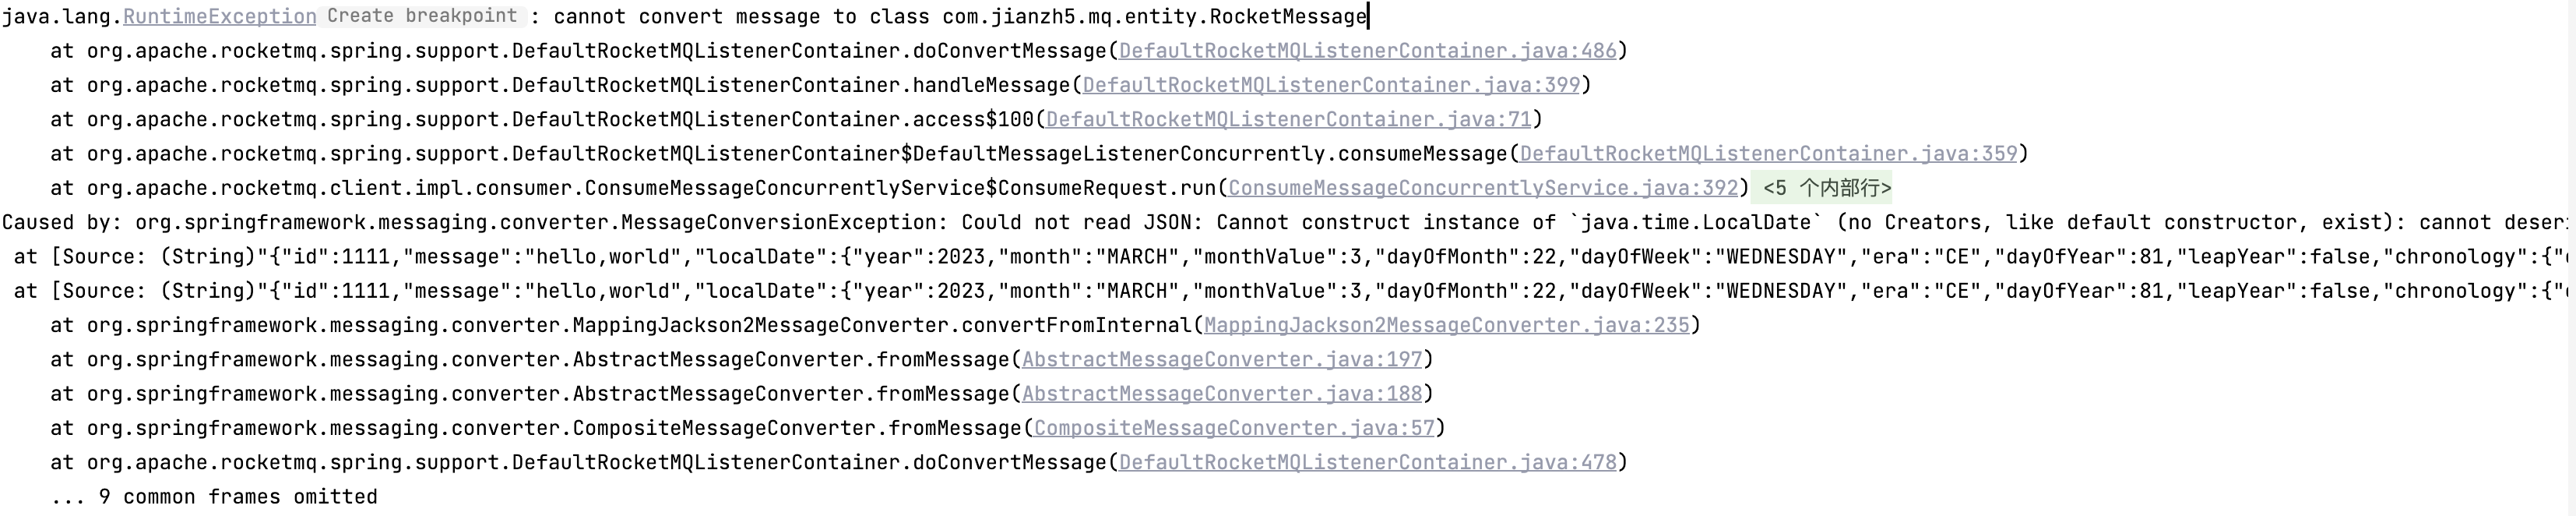 java.lang.RuntimeException Create breakpoint : cannot convert message to class com.jianzh5.mq.entity.RocketMessage
at org.apache.rocketmq.spring.support.DefaultRocketMQListenerContainer.doConvertMessage(DefaultRocketMQListenerContainer.java:486)
at org.apache.rocketmq.spring.support.DefaultRocketMQListenerContainer.handleMessage(DefaultRocketMQListenerContainer.java:399)
at org.apache.rocketmq.spring.support.DefaultRocketMQListenerContainer.access$100(DefaultRocketMQListenerContainer.java:71)
at org.apache.rocketmq.spring.support.DefaultRocketMQListenerContainer$DefaultMessageListenerConcurrently.consumeMessage(DefaultRocketMQListenerContainer.java:359)
at org.apache.rocketmq.client.impl.consumer.ConsumeMessageConcurrentlyService$ConsumeRequest.run(ConsumeMessageConcurrentlyService.java:392) <5 个内部行>
Caused by: org.springframework.messaging.converter.MessageConversionException: Could not read JSON: Cannot construct instance of `java.time.LocalDate` (no Creators, like default constructor, exist): cannot deser
at [Source: (String)"{"id":1111,"message":"hello,world","localDate":{"year":2023,"month":"MARCH","monthValue":3,"dayOfMonth":22,"dayOfWeek":"WEDNESDAY","era":"CE","dayOfYear":81,"leapYear":false,"chronology":{"
at [Source: (String)"{"id":1111,"message":"hello,world","localDate":{"year":2023,"month":"MARCH","monthValue":3,"dayOfMonth":22,"dayOfWeek":"WEDNESDAY","era":"CE","dayOfYear":81,"leapYear":false,"chronology":{"
at org.springframework.messaging.converter.MappingJackson2MessageConverter.convertFromInternal(MappingJackson2MessageConverter.java:235)
at org.springframework.messaging.converter.AbstractMessageConverter.fromMessage(AbstractMessageConverter.java:197)
at org.springframework.messaging.converter.AbstractMessageConverter.fromMessage(AbstractMessageConverter.java:188)
at org.springframework.messaging.converter.CompositeMessageConverter.fromMessage(CompositeMessageConverter.java:57)
at org.apache.rocketmq.spring.support.DefaultRocketMQListenerContainer.doConvertMessage(DefaultRocketMQListenerContainer.java:478)
... 9 common frames omitted